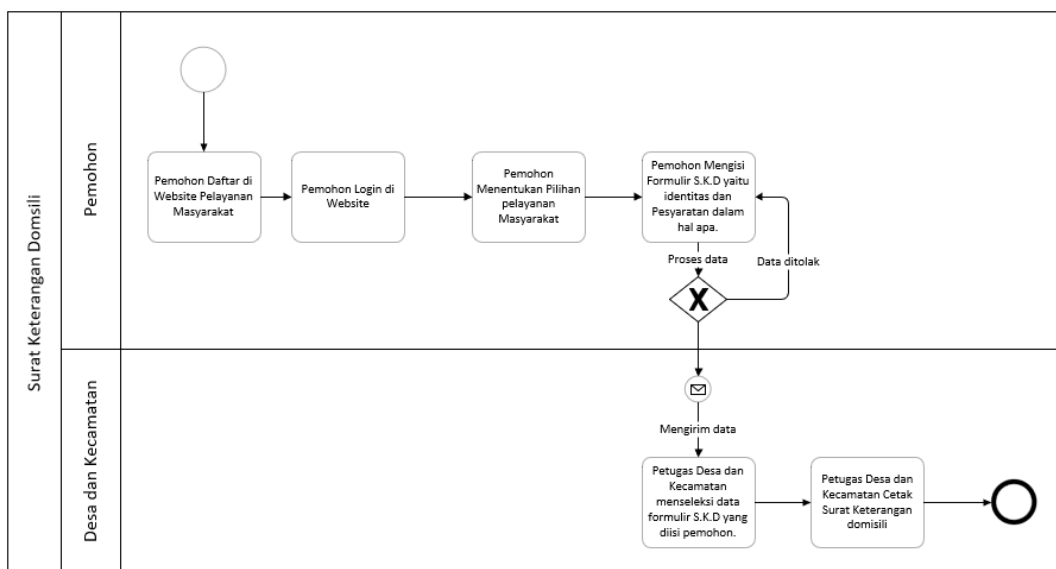 Surat Keterangan Domsili
Pemohon
Pemohon Daftar di
Website Pelayanan
Masyarakat
Pemohon Login di
Website
Pemohon
Menentukan Pilihan
pelayanan
Masyarakat
Pemohon Mengisi
Formulir S.K.D yaitu
identitas dan
Pesyaratan dalam
hal apa.
Proses data
Data ditolak
X
Desa dan Kecamatan
Mengirim data
Petugas Desa dan
Kecamatan
menseleksi data
formulir S.K.D yang
diisi pemohon.
Petugas Desa dan
Kecamatan Cetak
Surat Keterangan
domisili